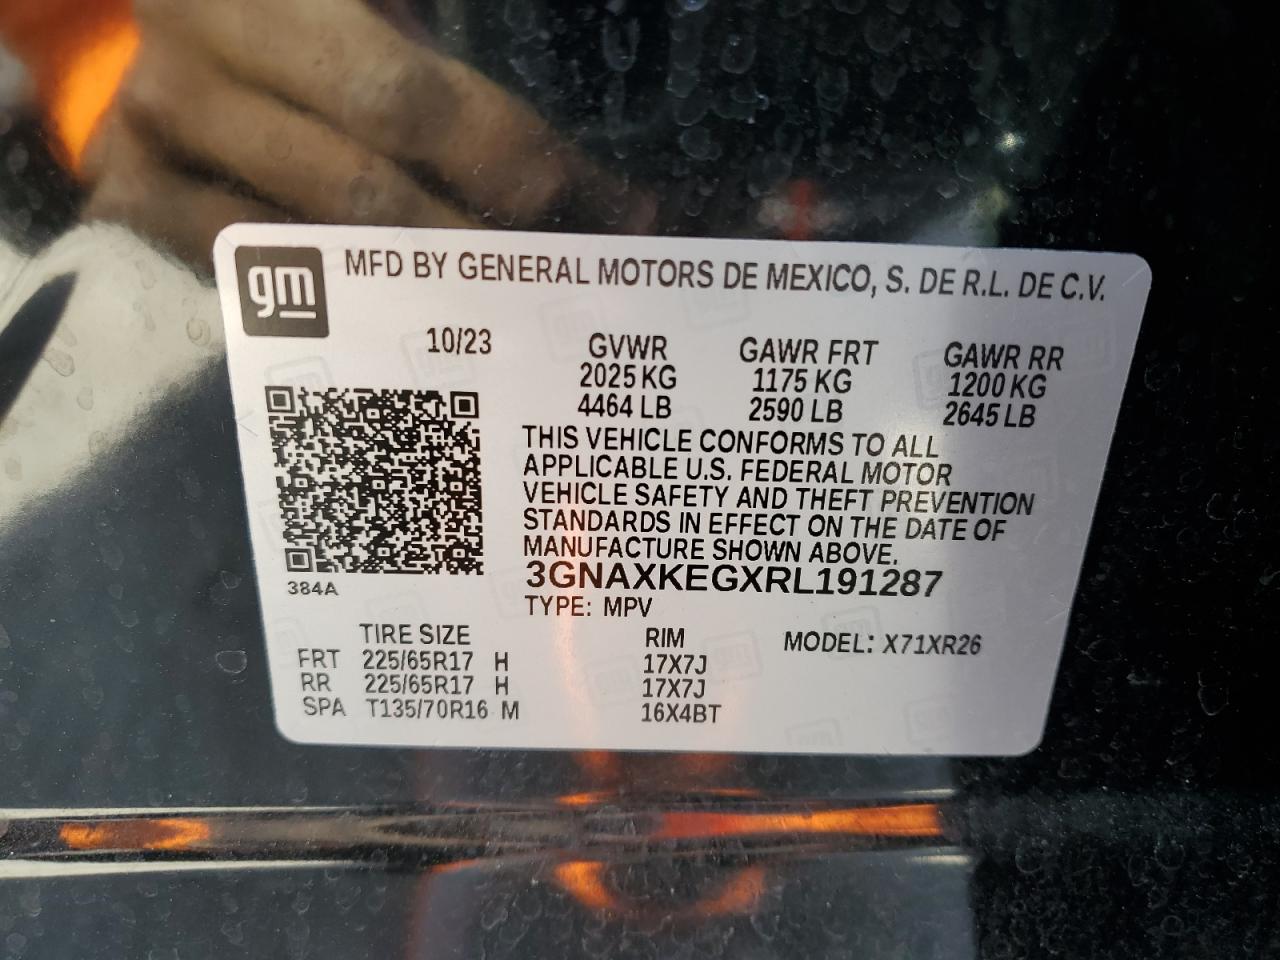 gm
MFD BY GENERAL MOTORS DE MEXICO, S. DE R.L. DE C.V.
10/23
GVWR GAWR FRT GAWR RR
2025 KG 1175 KG 1200 KG
4464 LB 2590 LB 2645 LB
THIS VEHICLE CONFORMS TO ALL
APPLICABLE U.S. FEDERAL MOTOR
VEHICLE SAFETY AND THEFT PREVENTION
STANDARDS IN EFFECT ON THE DATE OF
MANUFACTURE SHOWN ABOVE.
384A
3GNAXKEGXRL191287
TYPE: MPV
TIRE SIZE RIM MODEL: X71XR26
FRT 225/65R17 H 17X7J
RR 225/65R17 H 17X7J
SPA T135/70R16 M 16X4BT